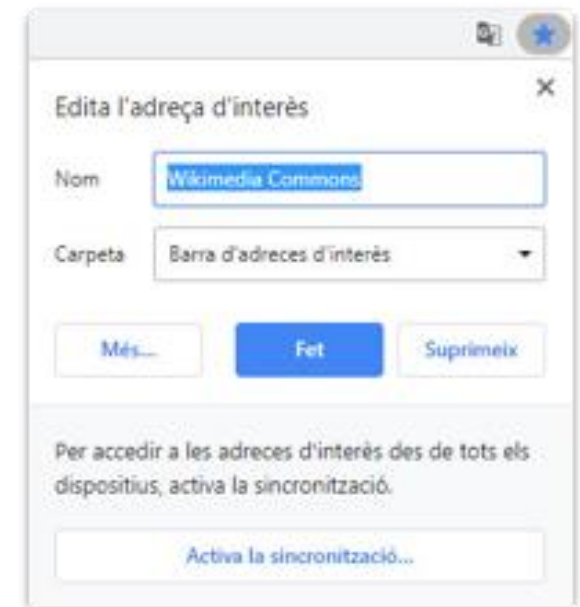 Edita l'adreça d'interès
Nom Wikimedia Commons
Carpeta Barra d'adreces d'interès
Més... Fet Suprimeix
Per accedir a les adreces d'interès des de tots els
dispositius, activa la sincronització.
Activa la sincronització...